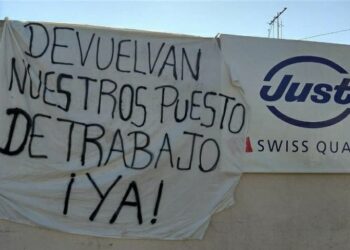 DEVUELVAN
NUESTROS PUESTO
DE TRABAJO
¡YA!
Just
SWISS QUA